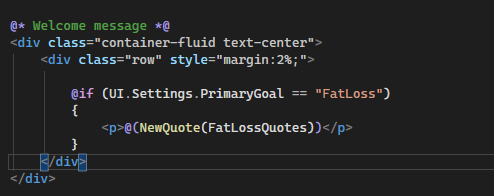 @* Welcome message *@
<div class="container-fluid text-center">
<div class="row" style="margin:2%;">
@if (UI.Settings.PrimaryGoal == "FatLoss")
{
<p>@(NewQuote(FatLossQuotes))</p>
}
</div>
</div>